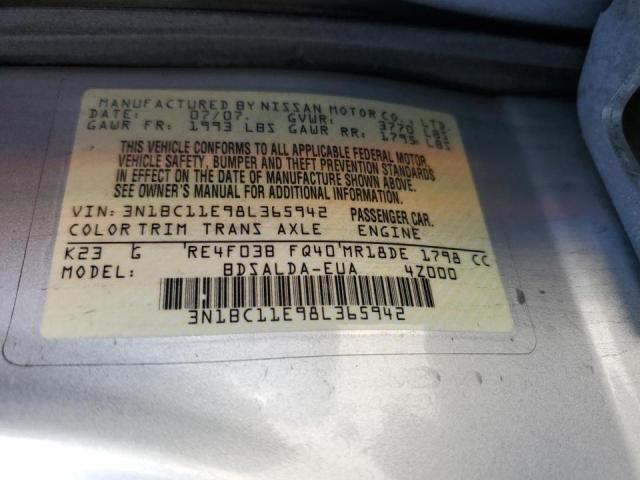 MANUFACTURED BY NISSAN MOTOR CO., LTD.
DATE: 07/07. GVWR: 3770 LBS
GAWR FR: 1993 LBS GAWR RR: 1795 LBS
THIS VEHICLE CONFORMS TO ALL APPLICABLE FEDERAL MOTOR
VEHICLE SAFETY, BUMPER AND THEFT PREVENTION STANDARDS
IN EFFECT ON THE DATE OF MANUFACTURE SHOWN ABOVE.
SEE OWNER'S MANUAL FOR ADDITIONAL INFORMATION.
VIN: 3N1BC11E98L365942 PASSENGER CAR.
COLOR TRIM TRANS AXLE ENGINE
K23 G 'RE4F03B FQ40'MR18DE 1798 CC
MODEL: BDSALDA-EUA 4Z000
3N1BC11E98L365942